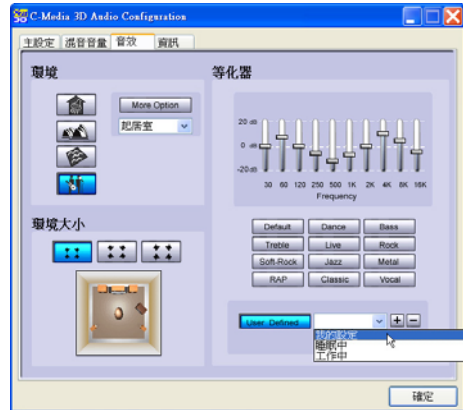 C-Media 3D Audio Configuration
主設定 混音音量 音效 資訊
環境
More Option
起居室
環境大小
等化器
20 dB
0 dB
-20 dB
30 60 120 250 500 1K 2K 4K 8K 16K
Frequency
Default Dance Bass
Treble Live Rock
Soft-Rock Jazz Metal
RAP Classic Vocal
User Defined
我的設定
睡眠中
工作中
確定